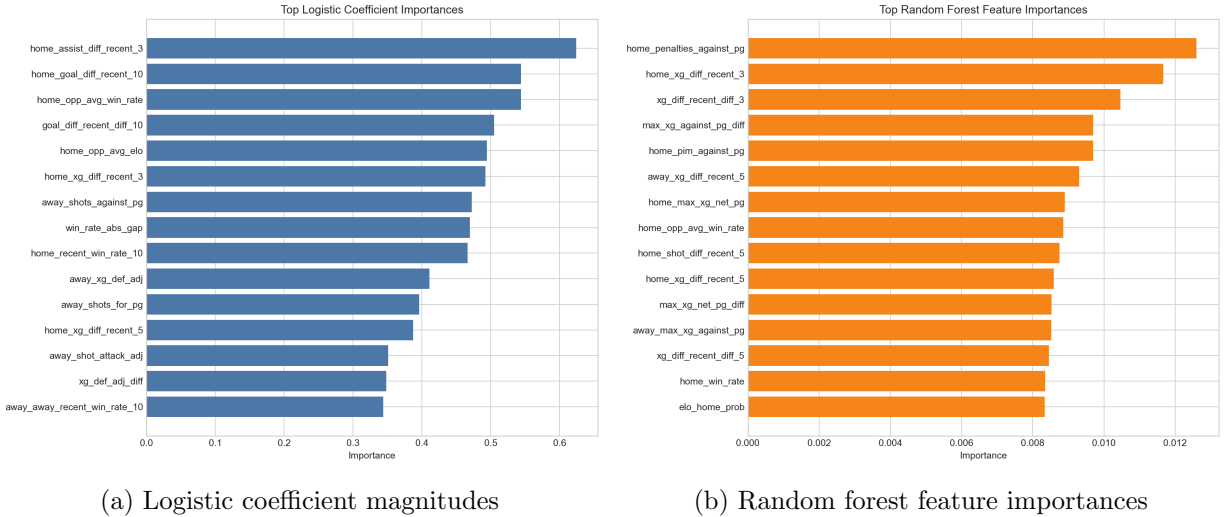 Top Logistic Coefficient Importances
home_assist_diff_recent_3
home_goal_diff_recent_10
home_opp_avg_win_rate
goal_diff_recent_diff_10
home_opp_avg_elo
home_xg_diff_recent_3
away_shots_against_pg
win_rate_abs_gap
home_recent_win_rate_10
away_xg_def_adj
away_shots_for_pg
home_xg_diff_recent_5
away_shot_attack_adj
xg_def_adj_diff
away_away_recent_win_rate_10
0.0 0.1 0.2 0.3 0.4 0.5 0.6
Importance
(a) Logistic coefficient magnitudes
Top Random Forest Feature Importances
home_penalties_against_pg
home_xg_diff_recent_3
xg_diff_recent_diff_3
max_xg_against_pg_diff
home_pim_against_pg
away_xg_diff_recent_5
home_max_xg_net_pg
home_opp_avg_win_rate
home_shot_diff_recent_5
home_xg_diff_recent_5
max_xg_net_pg_diff
away_max_xg_against_pg
xg_diff_recent_diff_5
home_win_rate
elo_home_prob
0.000 0.002 0.004 0.006 0.008 0.010 0.012
Importance
(b) Random forest feature importances